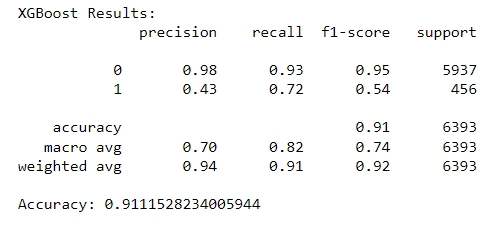 XGBoost Results:
precision recall f1-score support
0 0.98 0.93 0.95 5937
1 0.43 0.72 0.54 456
accuracy 0.91 6393
macro avg 0.70 0.82 0.74 6393
weighted avg 0.94 0.91 0.92 6393
Accuracy: 0.9111528234005944